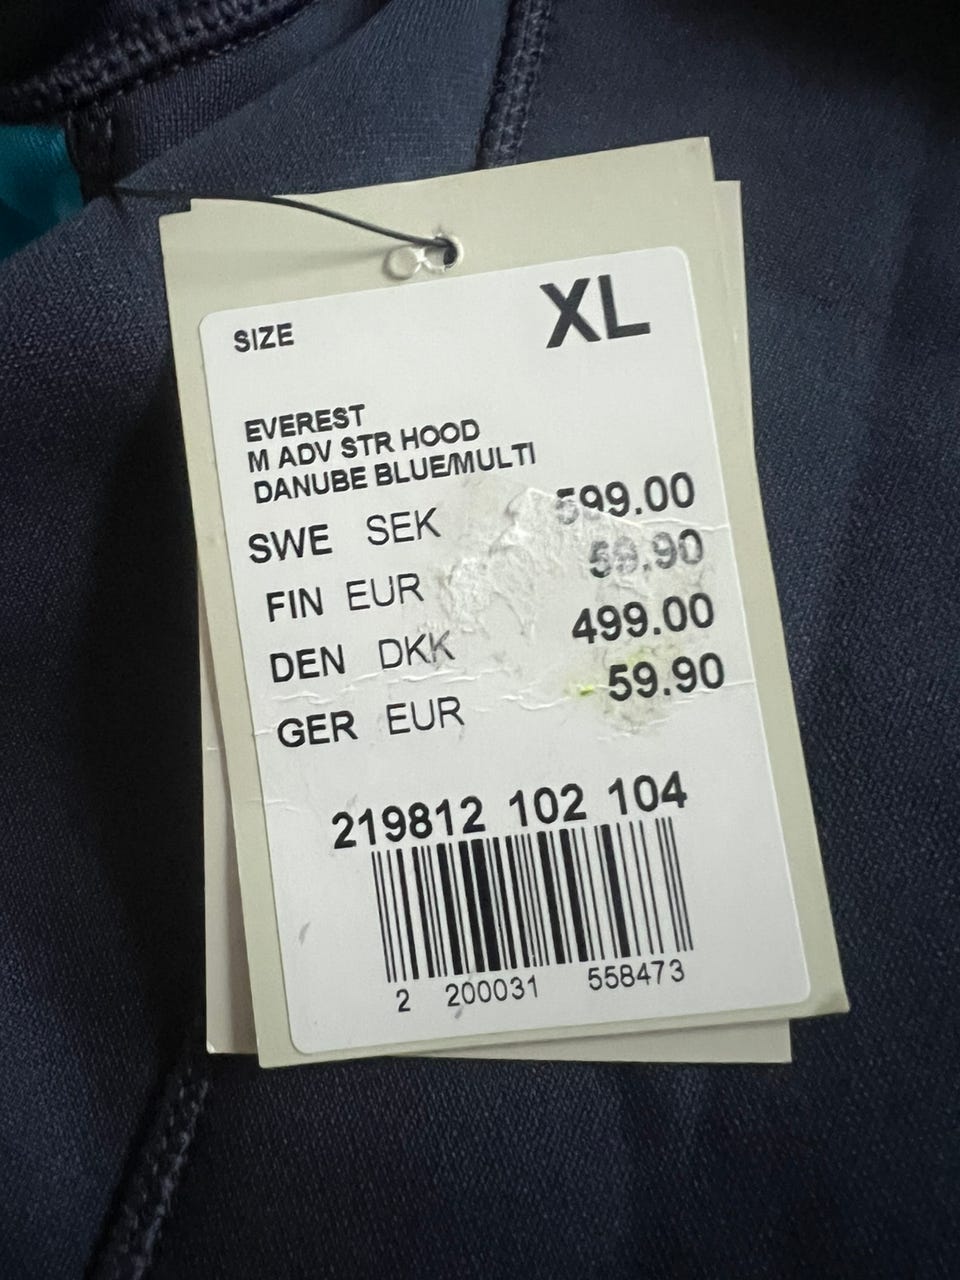 SIZE XL
EVEREST
M ADV STR HOOD
DANUBE BLUE/MULTI
SWE SEK 599.00
FIN EUR 59.90
DEN DKK 499.00
GER EUR 59.90
219812 102 104
2 200031 558473